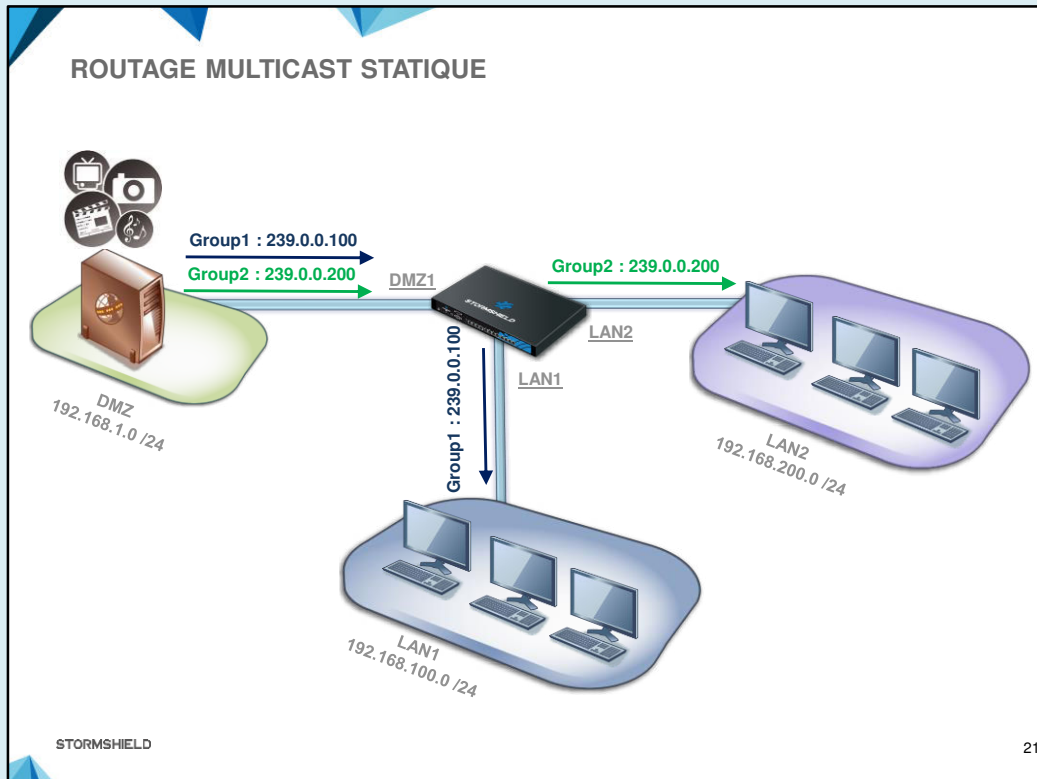 ROUTAGE MULTICAST STATIQUE
Group1 : 239.0.0.100
Group2 : 239.0.0.200
DMZ1
Group2 : 239.0.0.200
STORMSHIELD
LAN2
LAN1
Group1 : 239.0.0.100
DMZ
192.168.1.0 /24
LAN2
192.168.200.0 /24
LAN1
192.168.100.0 /24
STORMSHIELD
21